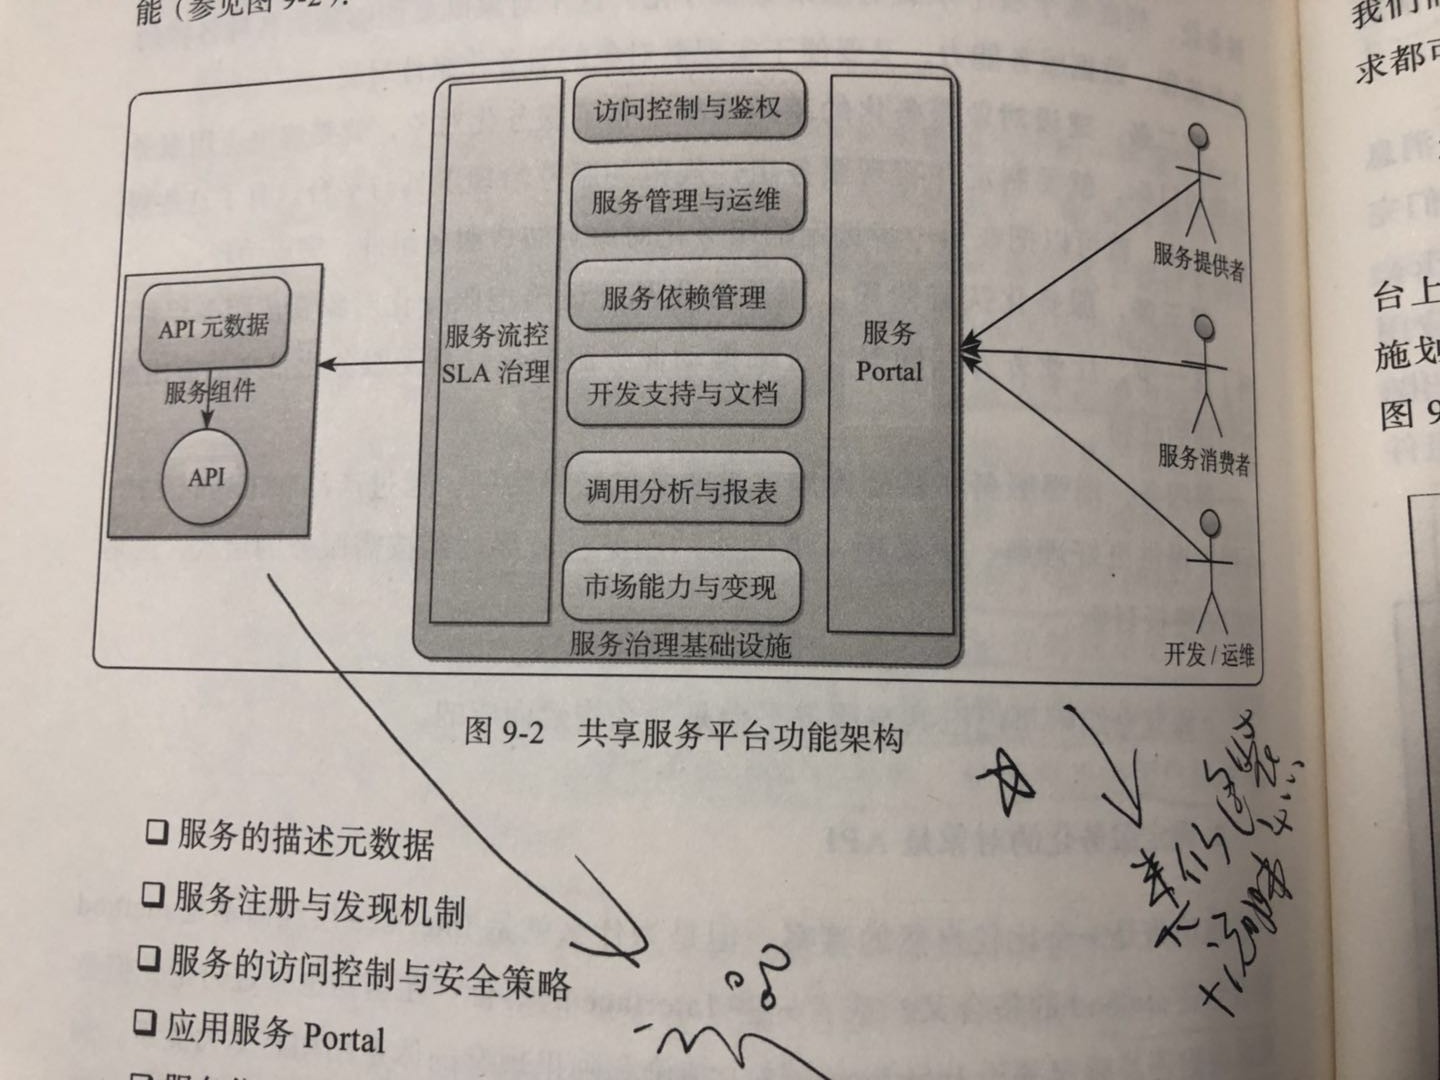 能（参见图 9-2）：
访问控制与鉴权
服务管理与运维
服务依赖管理
开发支持与文档
调用分析与报表
市场能力与变现
服务治理基础设施
API 元数据
服务组件
API
服务流控
SLA 治理
服务
Portal
服务提供者
服务消费者
开发 / 运维
图 9-2 共享服务平台功能架构
服务的描述元数据
服务注册与发现机制
服务的访问控制与安全策略
应用服务 Portal
我们
求都可
台上
施划
图 9